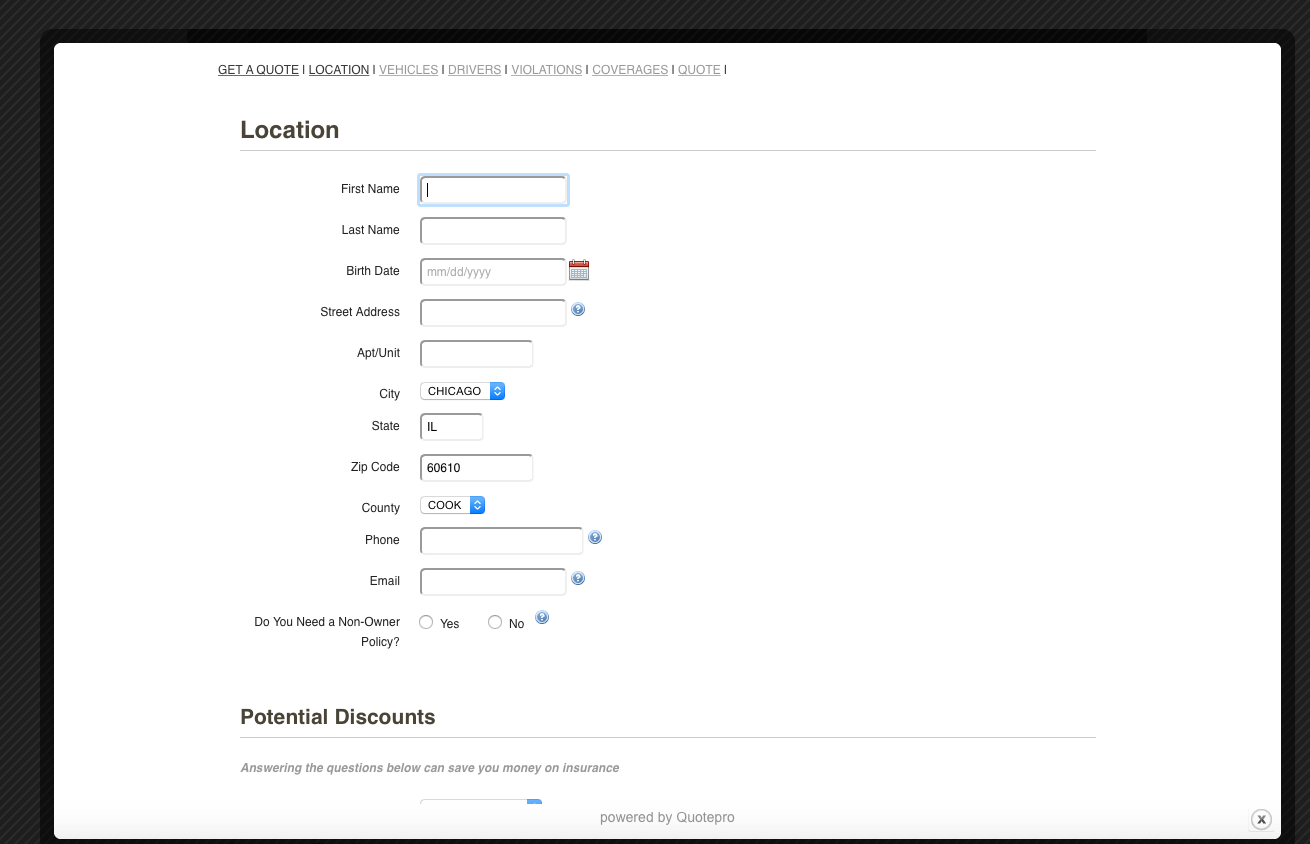 GET A QUOTE | LOCATION | VEHICLES | DRIVERS | VIOLATIONS | COVERAGES | QUOTE |
Location
First Name
Last Name
Birth Date mm/dd/yyyy
Street Address ?
Apt/Unit
City CHICAGO
State IL
Zip Code 60610
County COOK
Phone ?
Email ?
Do You Need a Non-Owner Yes No ?
Policy?
Potential Discounts
Answering the questions below can save you money on insurance
powered by Quotepro
x